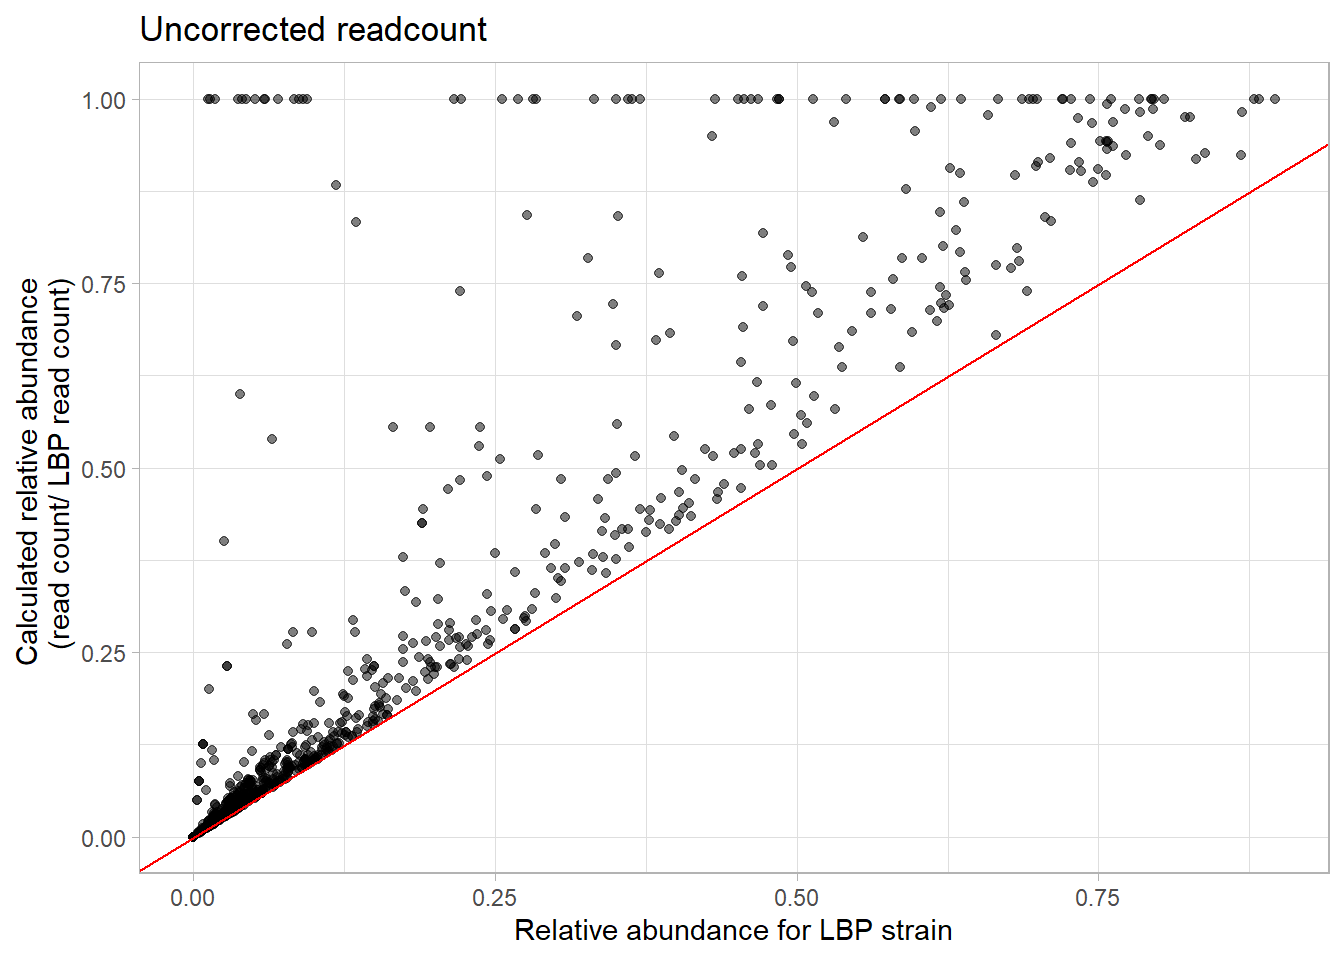 Uncorrected readcount
Calculated relative abundance
(read count/ LBP read count)
1.00
0.75
0.50
0.25
0.00
0.00
0.25
0.50
0.75
Relative abundance for LBP strain